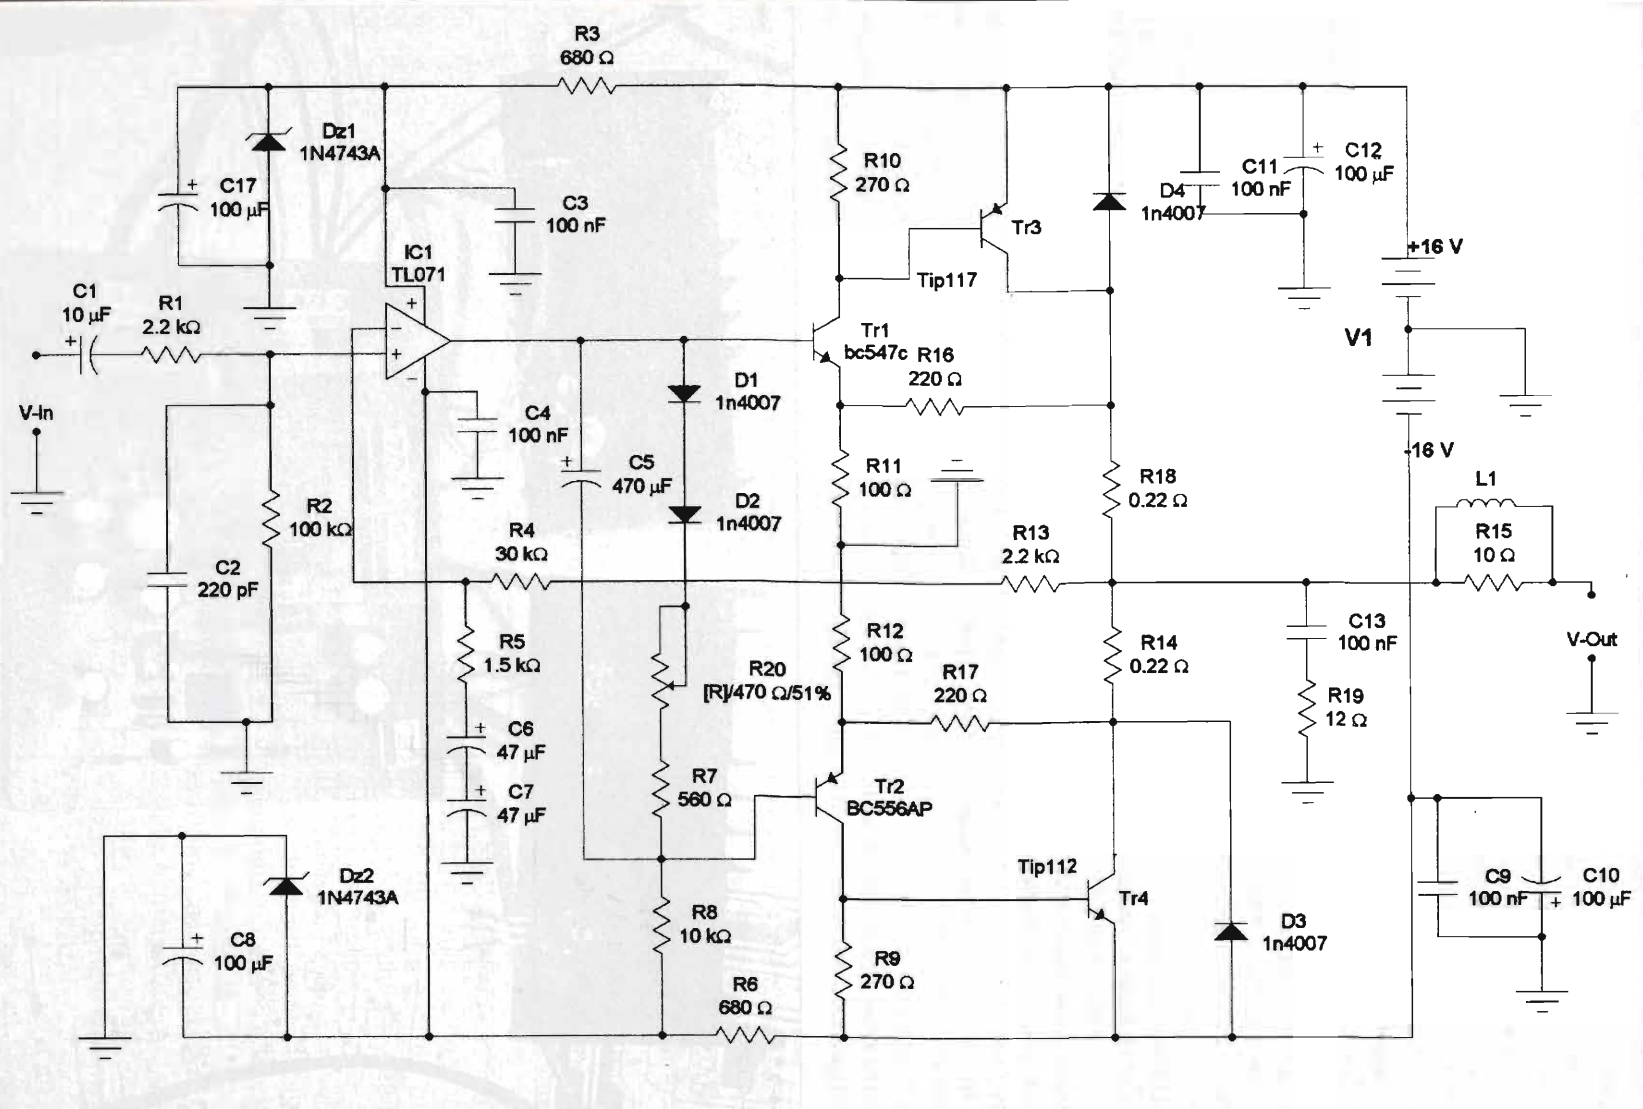 R3
680 Ω
Dz1
1N4743A
C17
100 µF
C3
100 nF
IC1
TL071
+
−
+
−
C1
10 µF
+
R1
2.2 kΩ
V-In
R2
100 kΩ
C2
220 pF
C4
100 nF
R4
30 kΩ
R5
1.5 kΩ
+
C6
47 µF
+
C7
47 µF
+
C5
470 µF
D1
1n4007
D2
1n4007
R20
[R]/470 Ω/51%
R7
560 Ω
R8
10 kΩ
R6
680 Ω
Dz2
1N4743A
+
C8
100 µF
+
R10
270 Ω
Tip117
Tr3
Tr1
bc547c
R16
220 Ω
R11
100 Ω
R13
2.2 kΩ
R12
100 Ω
R17
220 Ω
Tr2
BC556AP
Tip112
Tr4
R9
270 Ω
D4
1n4007
C11
100 nF
+
C12
100 µF
+16 V
V1
-16 V
R18
0.22 Ω
R14
0.22 Ω
L1
R15
10 Ω
C13
100 nF
R19
12 Ω
V-Out
D3
1n4007
C9
100 nF
C10
+ 100 µF